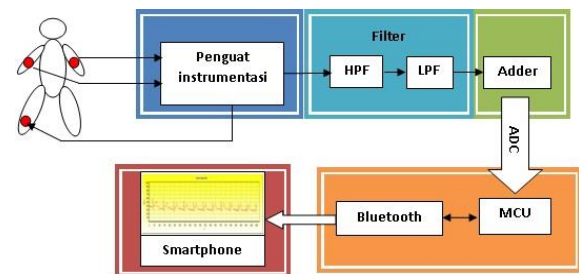 Penguat
instrumentasi
Filter
HPF
LPF
Adder
ADC
MCU
Bluetooth
Smartphone